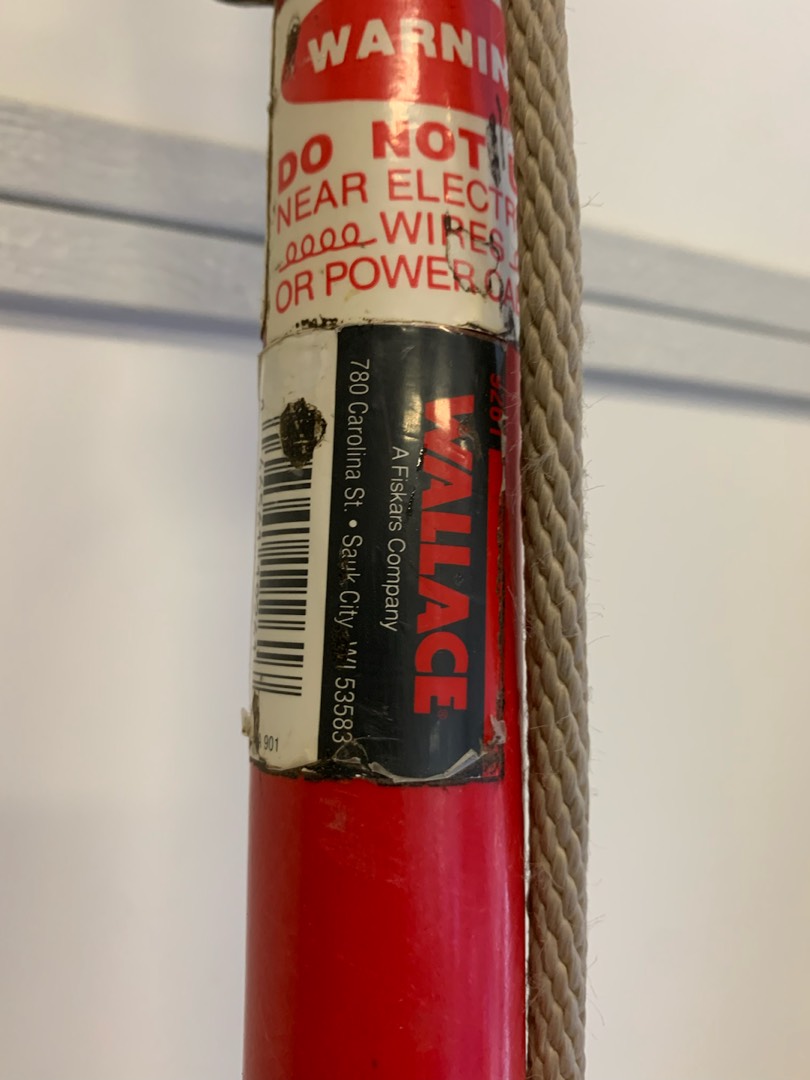 WARNIN
DO NOT U
NEAR ELECTR
WIRES
OR POWER CA
WALLACE
A Fiskars Company
780 Carolina St. • Sauk City, WI 53583
901